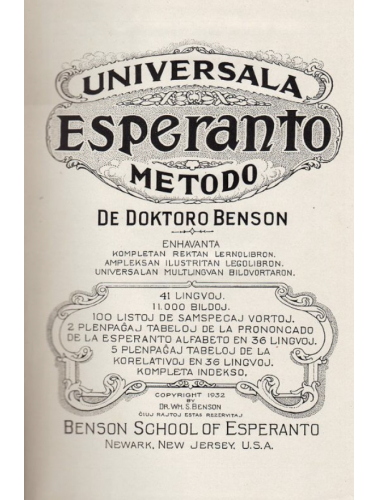 UNIVERSALA
ESPERANTO
METODO
DE DOKTORO BENSON
ENHAVANTA
KOMPLETAN REKTAN LERNOLIBRON.
AMPLEKSAN ILUSTRITAN LEGOLIBRON.
UNIVERSALAN MULTLINGVAN BILDVORTARON.
41 LINGVOJ.
11.000 BILDOJ.
100 LISTOJ DE SAMSPECAJ VORTOJ.
2 PLENPAĜAJ TABELOJ DE LA PRONONCADO
DE LA ESPERANTO ALFABETO EN 36 LINGVOJ.
5 PLENPAĜAJ TABELOJ DE LA
KORELATIVOJ EN 36 LINGVOJ.
KOMPLETA INDEKSO.
COPYRIGHT 1932
BY
DR. WM. S. BENSON
ĈIUJ RAJTOJ ESTAS REZERVITAJ
BENSON SCHOOL OF ESPERANTO
NEWARK, NEW JERSEY, U.S.A.